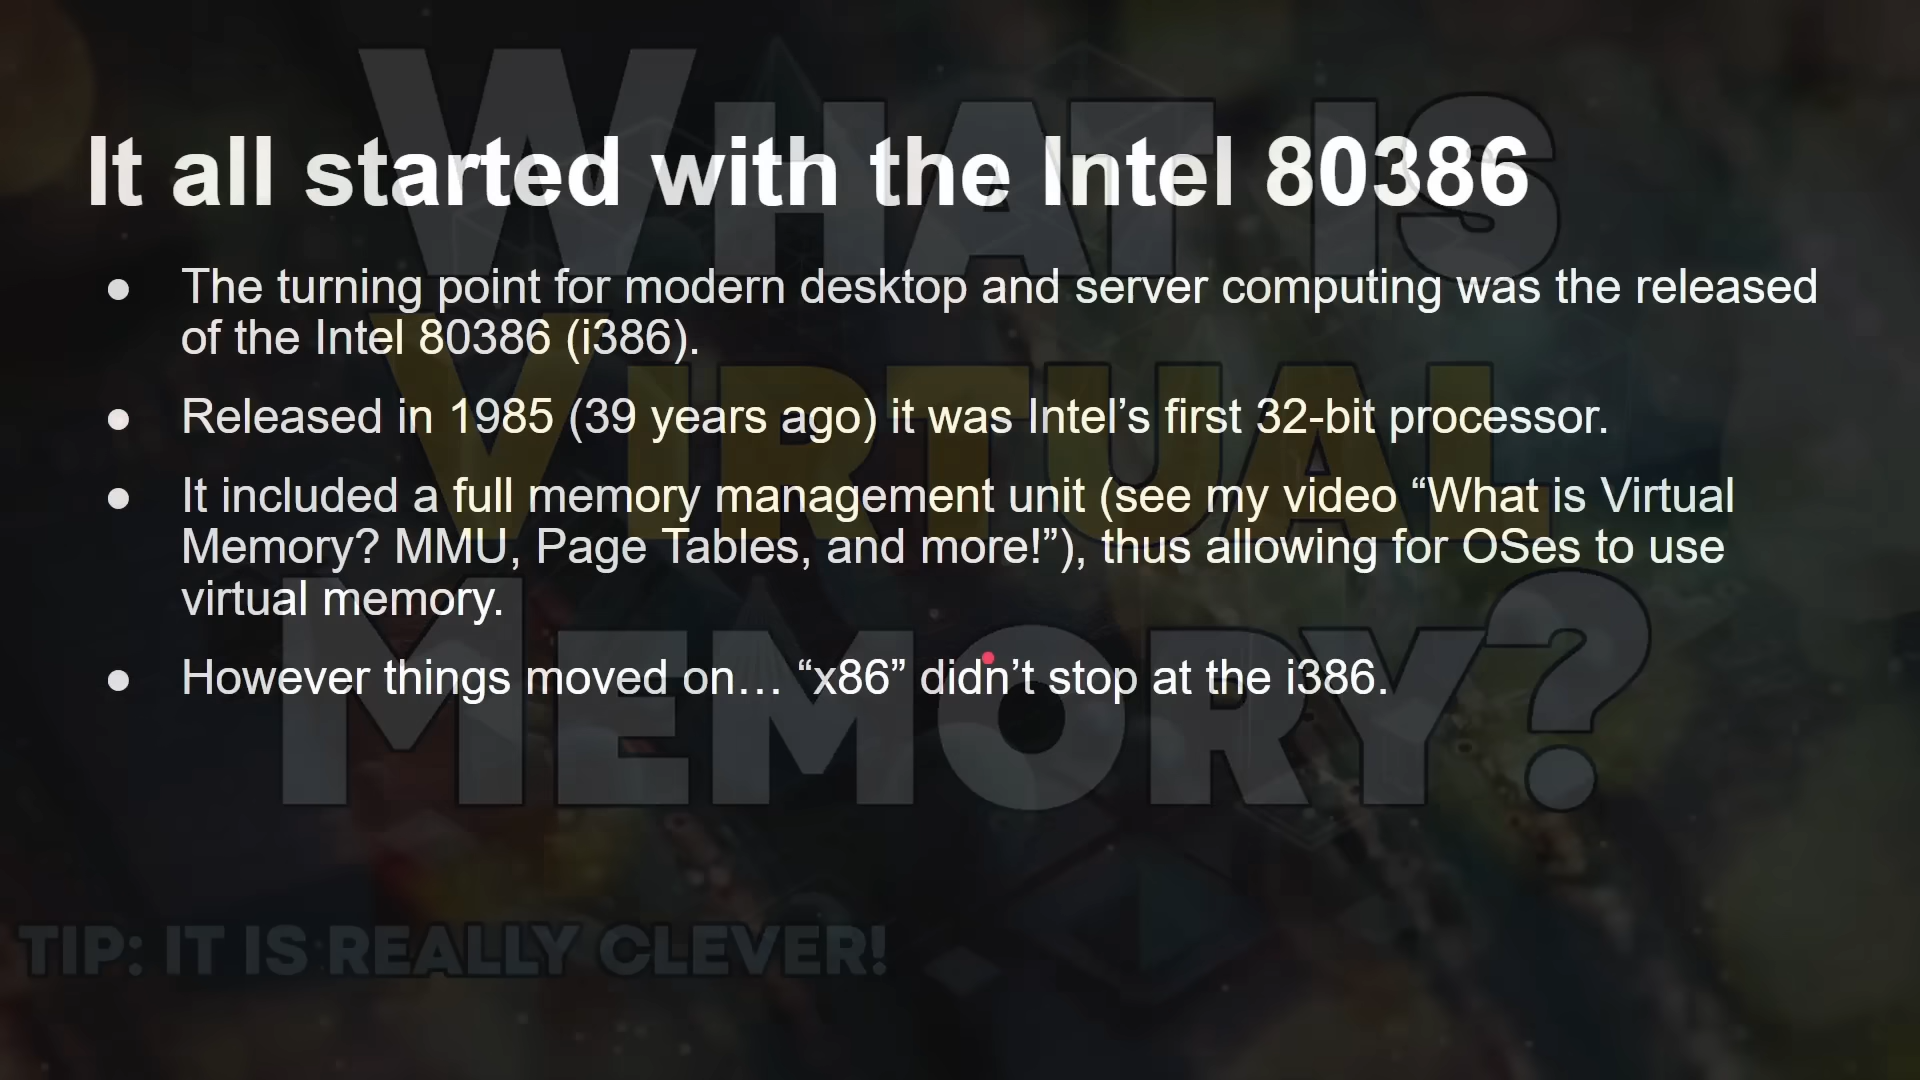 It all started with the Intel 80386
● The turning point for modern desktop and server computing was the released
of the Intel 80386 (i386).
● Released in 1985 (39 years ago) it was Intel’s first 32-bit processor.
● It included a full memory management unit (see my video “What is Virtual
Memory? MMU, Page Tables, and more!”), thus allowing for OSes to use
virtual memory.
● However things moved on… “x86” didn’t stop at the i386.
WHAT IS
VIRTUAL
MEMORY?
TIP: IT IS REALLY CLEVER!